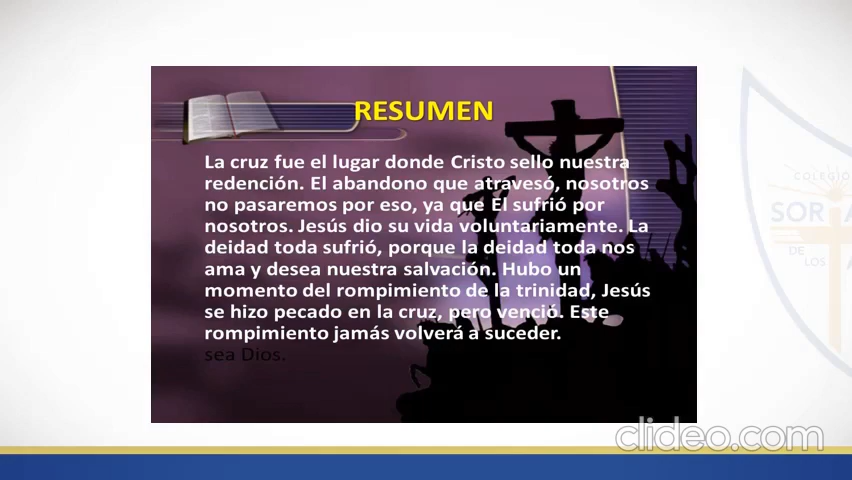 RESUMEN
La cruz fue el lugar donde Cristo sello nuestra
redención. El abandono que atravesó, nosotros
no pasaremos por eso, ya que El sufrió por
nosotros. Jesús dio su vida voluntariamente. La
deidad toda sufrió, porque la deidad toda nos
ama y desea nuestra salvación. Hubo un
momento del rompimiento de la trinidad, Jesús
se hizo pecado en la cruz, pero venció. Este
rompimiento jamás volverá a suceder.
sea Dios.
COLEGIO
SOR
DE
LOS
clideo.com